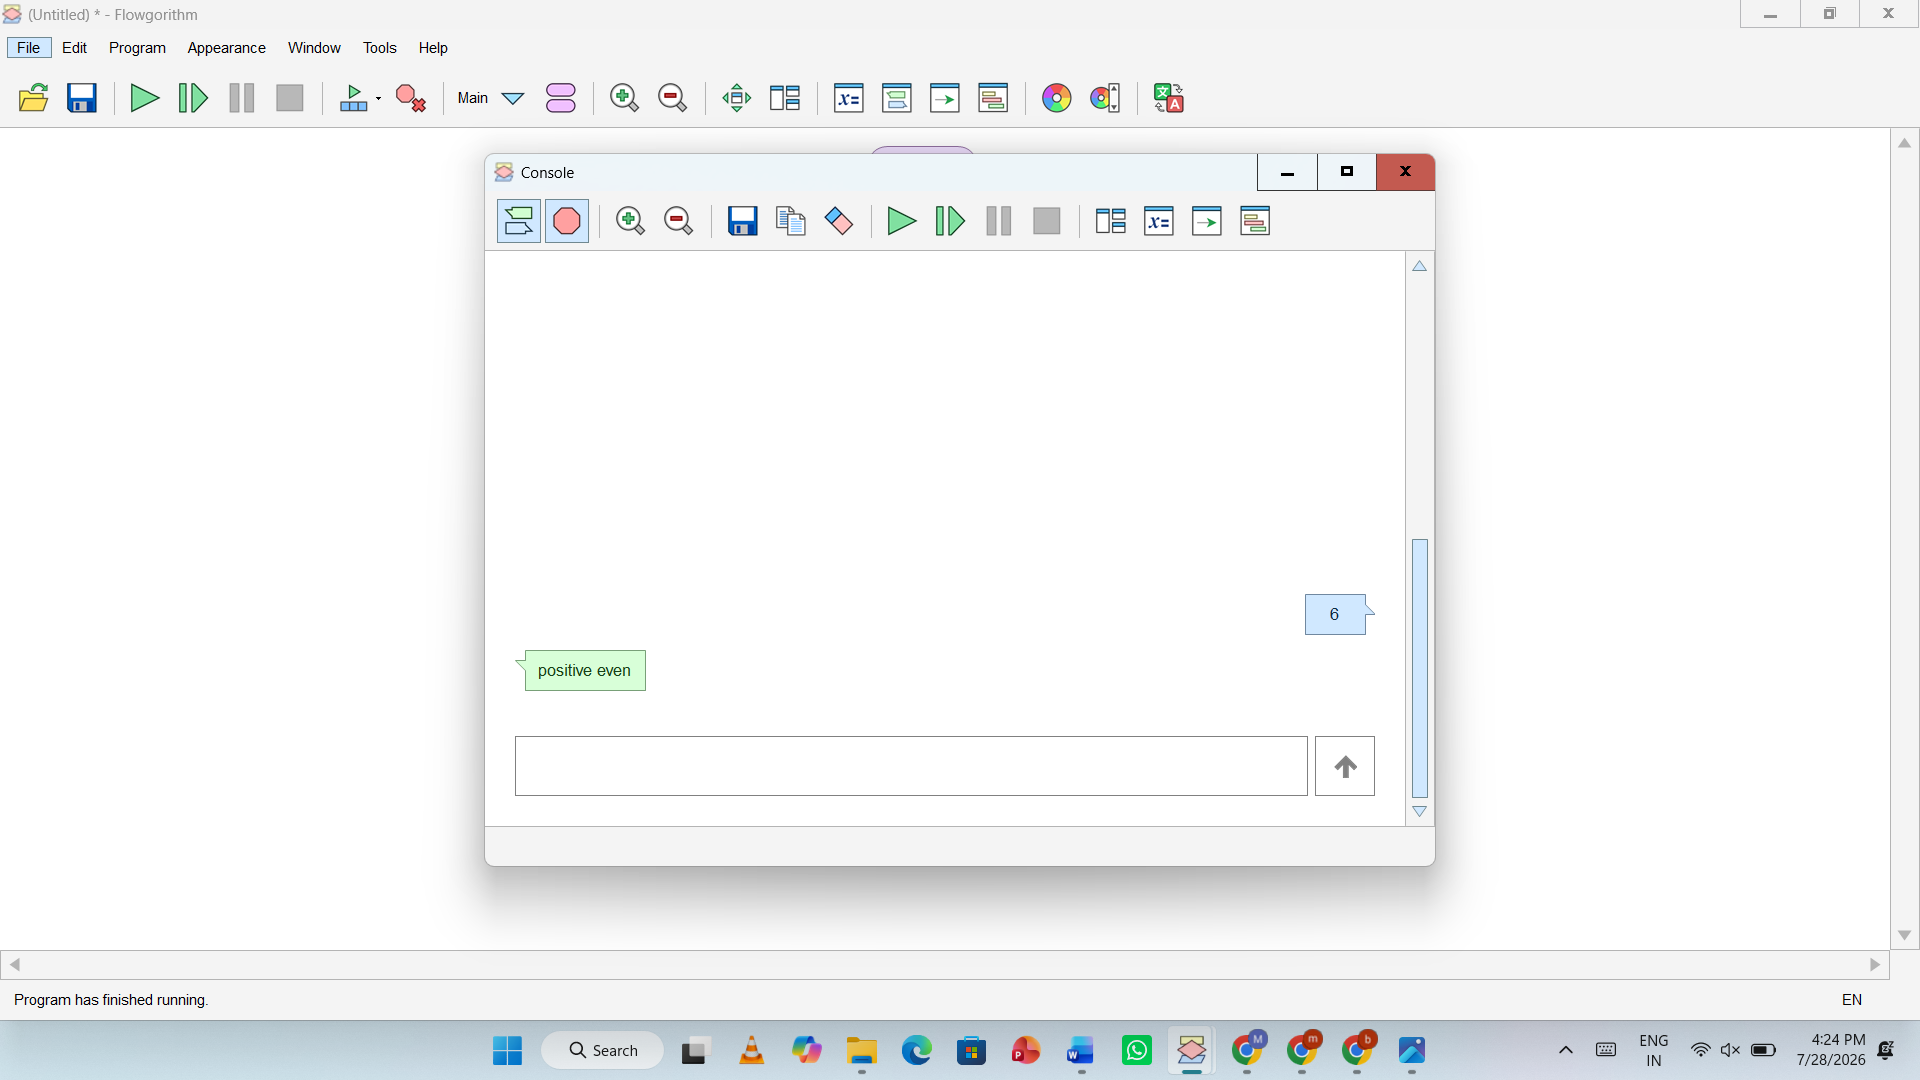 (Untitled) * - Flowgorithm
File Edit Program Appearance Window Tools Help
Main
Console
6
positive even
Program has finished running.
EN
Search
ENG
IN
4:24 PM
7/28/2026